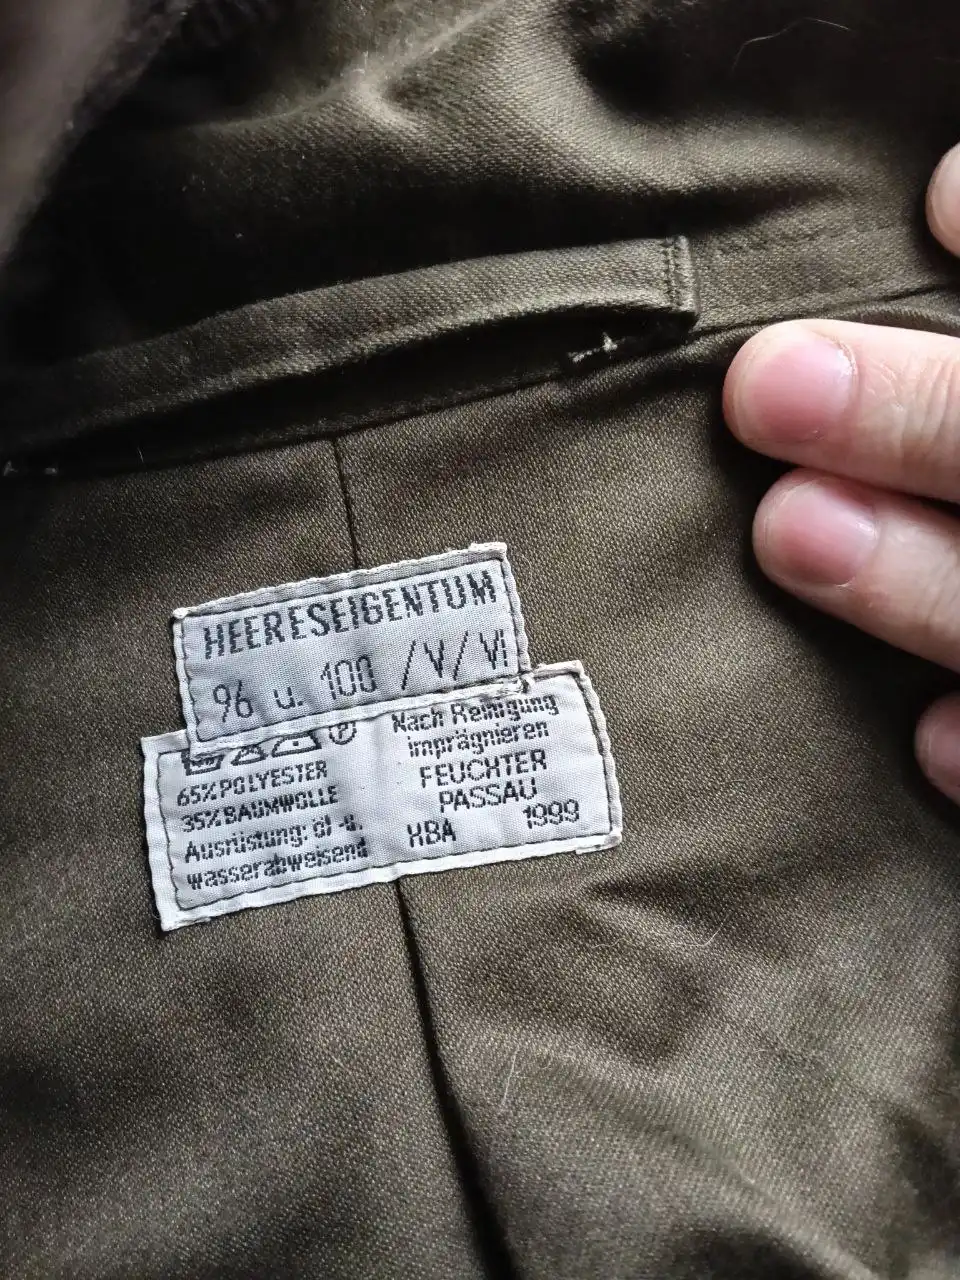 HEERESEIGENTUM
96 u. 100 /V/VI
65%POLYESTER
35%BAUMWOLLE
Ausrüstung: öl -u.
wasserabweisend
Nach Reinigung
imprägnieren
FEUCHTER
PASSAU
HBA 1999